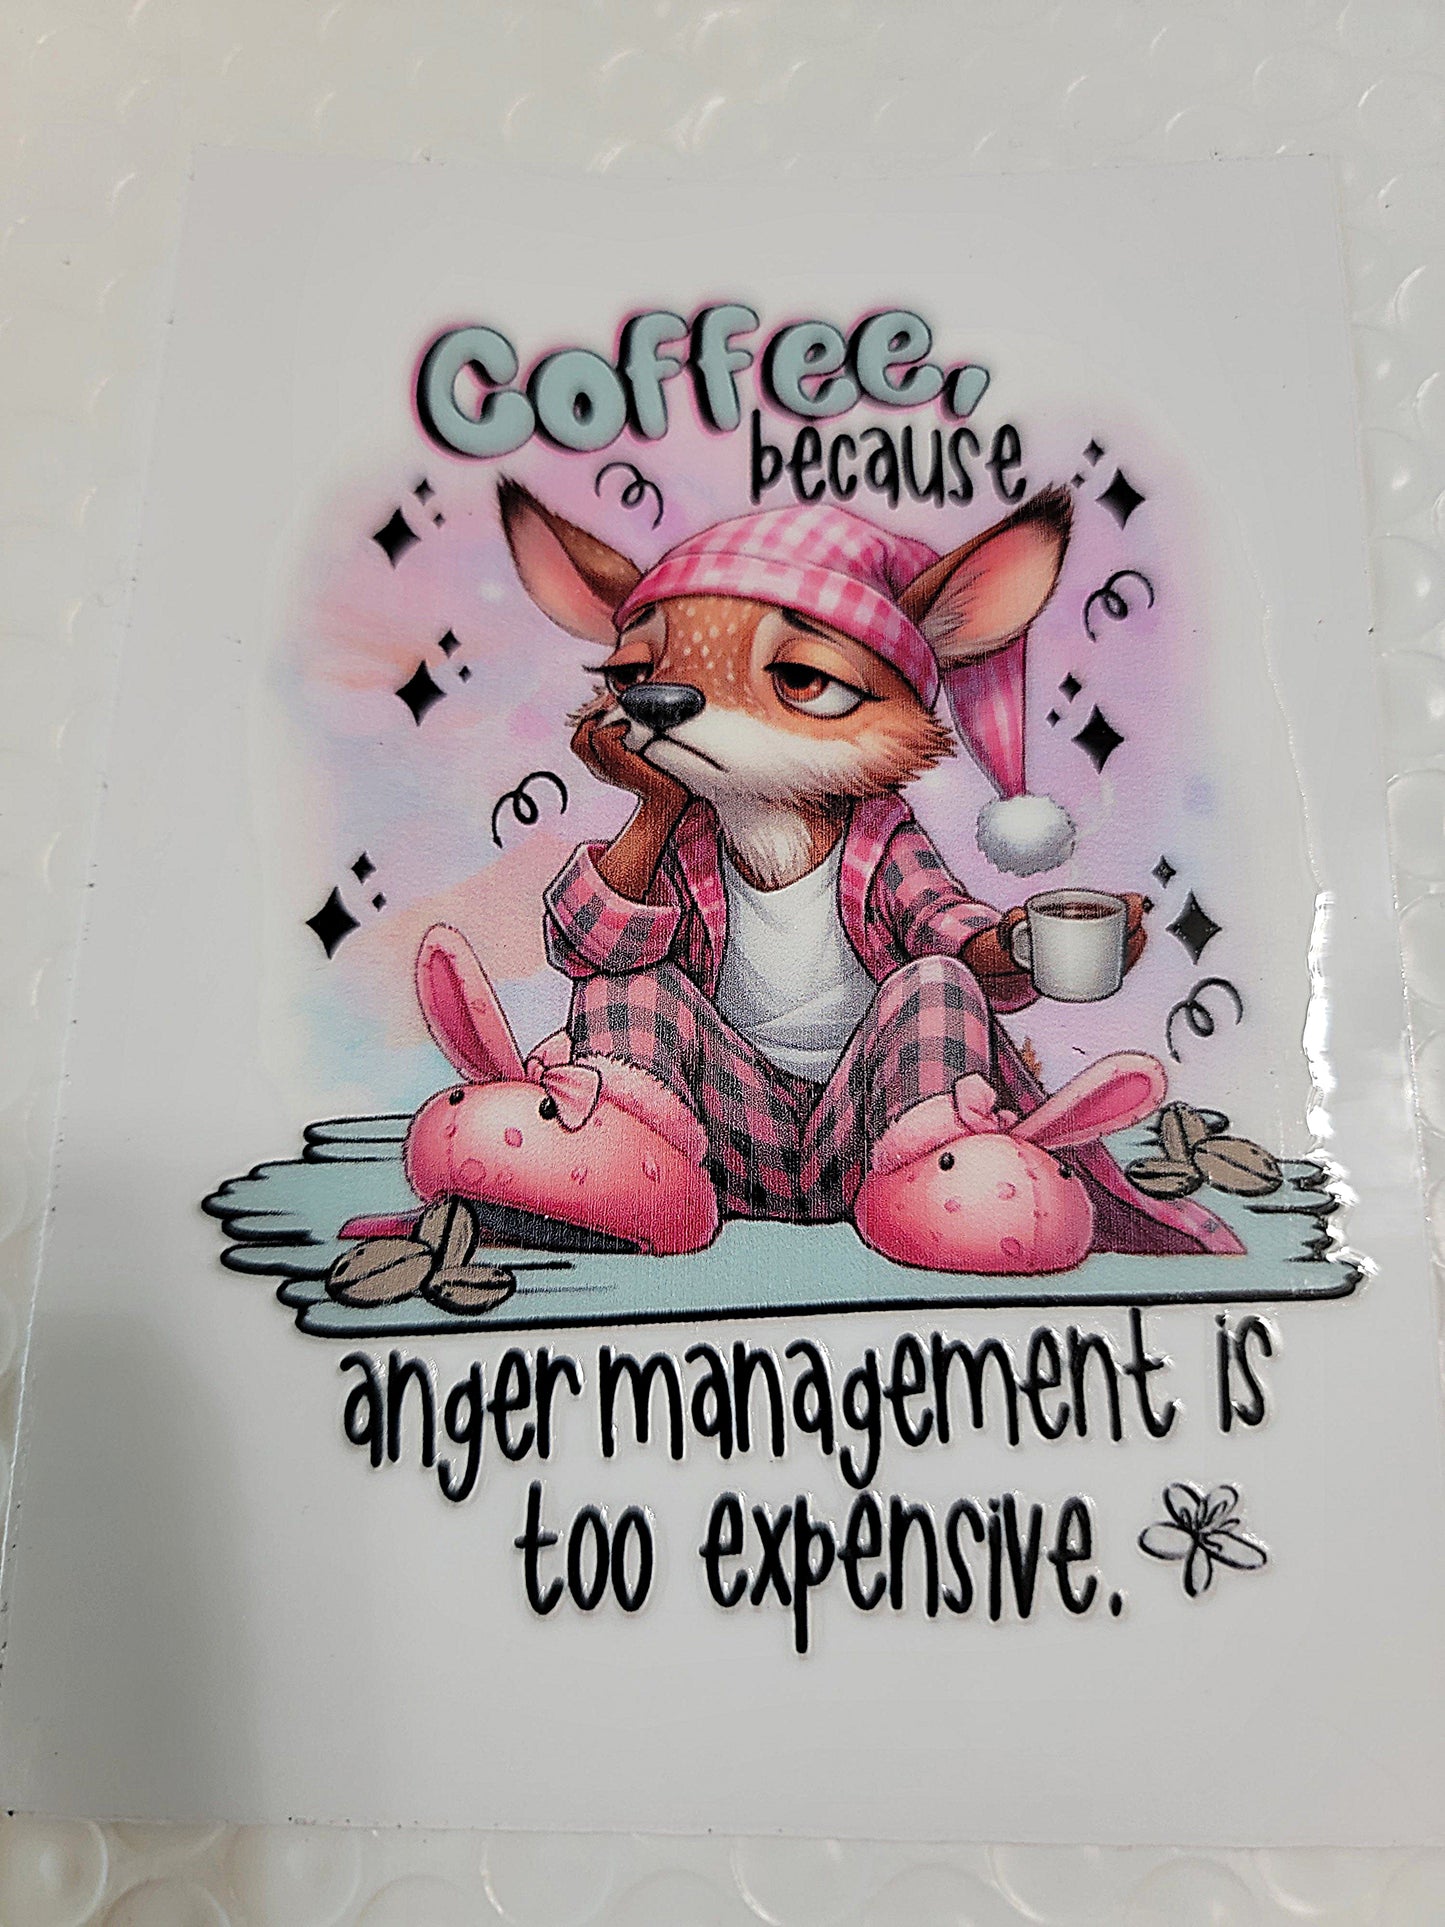 Coffee,
because
anger management is
too expensive.